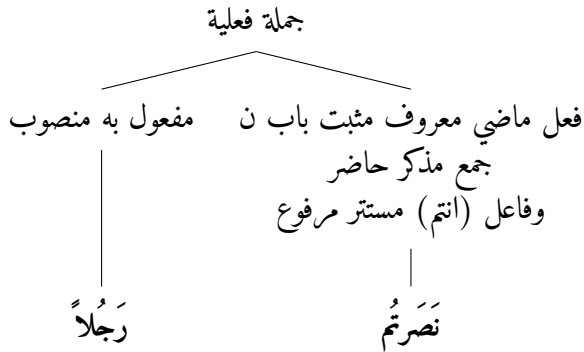 جملة فعلية
فعل ماضي معروف مثبت باب ن
جمع مذكر حاضر
وفاعل (انتم) مستتر مرفوع
مفعول به منصوب
نَصَرتُم
رَجُلاً